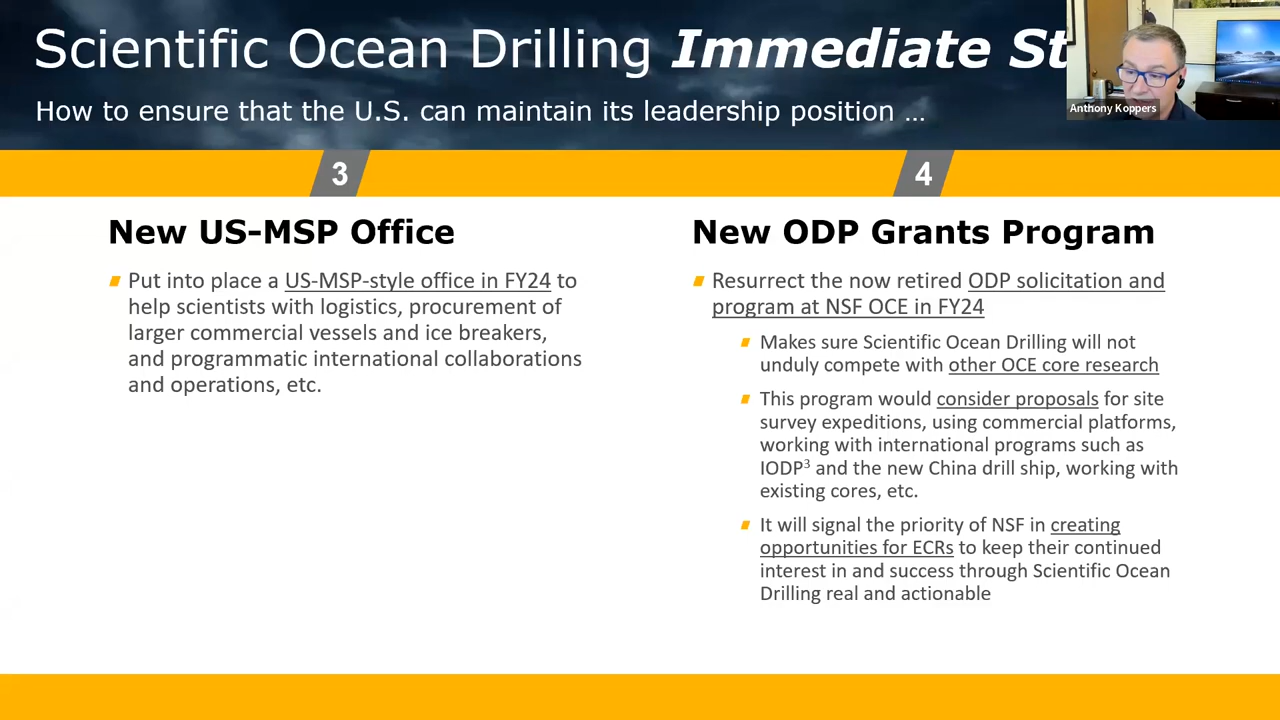 Scientific Ocean Drilling Immediate St
How to ensure that the U.S. can maintain its leadership position ...
Anthony Koppers
3
New US-MSP Office
Put into place a US-MSP-style office in FY24 to
help scientists with logistics, procurement of
larger commercial vessels and ice breakers,
and programmatic international collaborations
and operations, etc.
4
New ODP Grants Program
Resurrect the now retired ODP solicitation and
program at NSF OCE in FY24
Makes sure Scientific Ocean Drilling will not
unduly compete with other OCE core research
This program would consider proposals for site
survey expeditions, using commercial platforms,
working with international programs such as
IODP³ and the new China drill ship, working with
existing cores, etc.
It will signal the priority of NSF in creating
opportunities for ECRs to keep their continued
interest in and success through Scientific Ocean
Drilling real and actionable